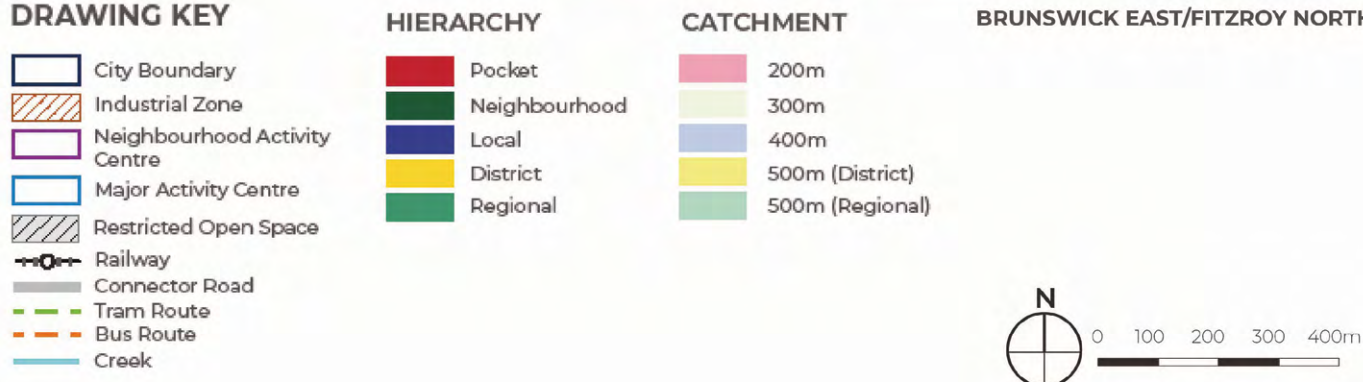 DRAWING KEY
City Boundary
Industrial Zone
Neighbourhood Activity
Centre
Major Activity Centre
Restricted Open Space
Railway
Connector Road
Tram Route
Bus Route
Creek
HIERARCHY
Pocket
Neighbourhood
Local
District
Regional
CATCHMENT
200m
300m
400m
500m (District)
500m (Regional)
BRUNSWICK EAST/FITZROY NORTH
N
0 100 200 300 400m